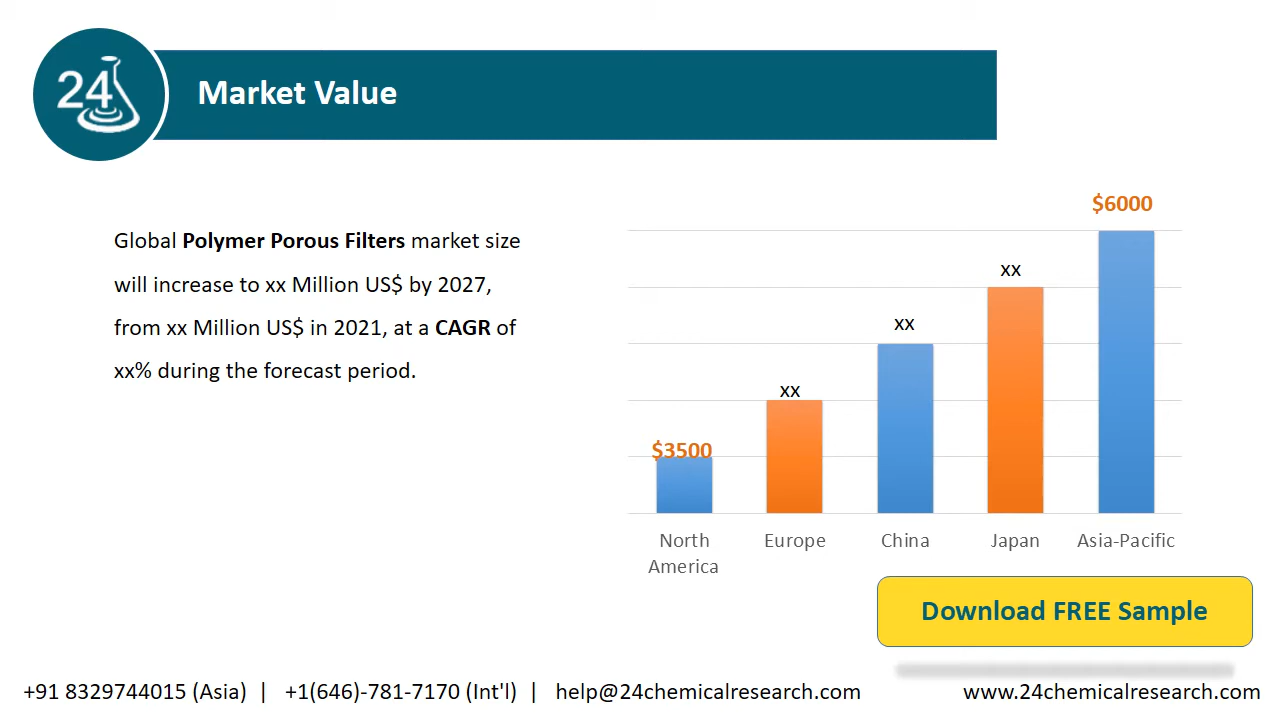 24
Market Value
Global Polymer Porous Filters market size
will increase to xx Million US$ by 2027,
from xx Million US$ in 2021, at a CAGR of
xx% during the forecast period.
$3500
xx
xx
xx
$6000
North
America
Europe
China
Japan
Asia-Pacific
Download FREE Sample
+91 8329744015 (Asia) | +1(646)-781-7170 (Int'l) | help@24chemicalresearch.com
www.24chemicalresearch.com